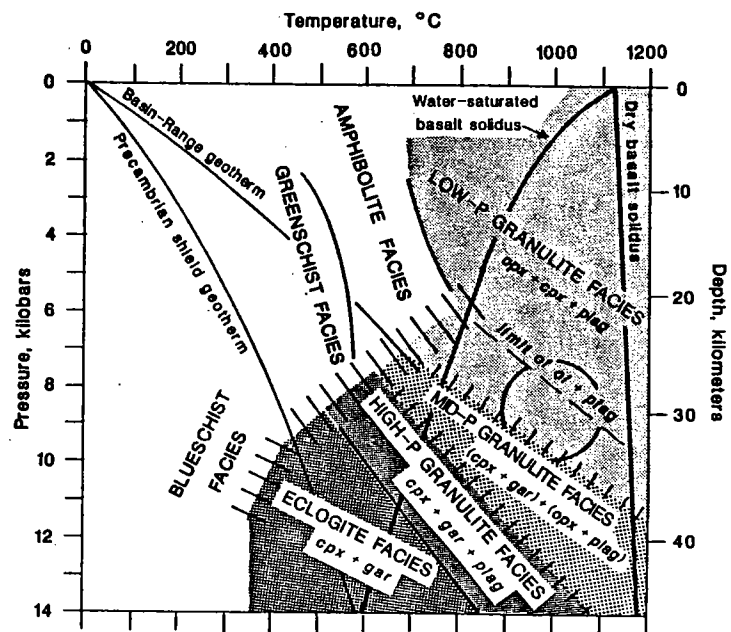 Temperature, °C
0 200 400 600 800 1000 1200
Pressure, kilobars
0
2
4
6
8
10
12
14
Depth, kilometers
0
10
20
30
40
Basin-Range geotherm
Precambrian shield geotherm
GREENSCHIST FACIES
AMPHIBOLITE FACIES
Water-saturated
basalt solidus
Dry basalt solidus
LOW-P GRANULITE FACIES
opx + cpx + plag
limit of ol + plag
MID-P GRANULITE FACIES
(cpx + gar) + (opx + plag)
HIGH-P GRANULITE FACIES
cpx + gar + plag
BLUESCHIST
FACIES
ECLOGITE FACIES
cpx + gar